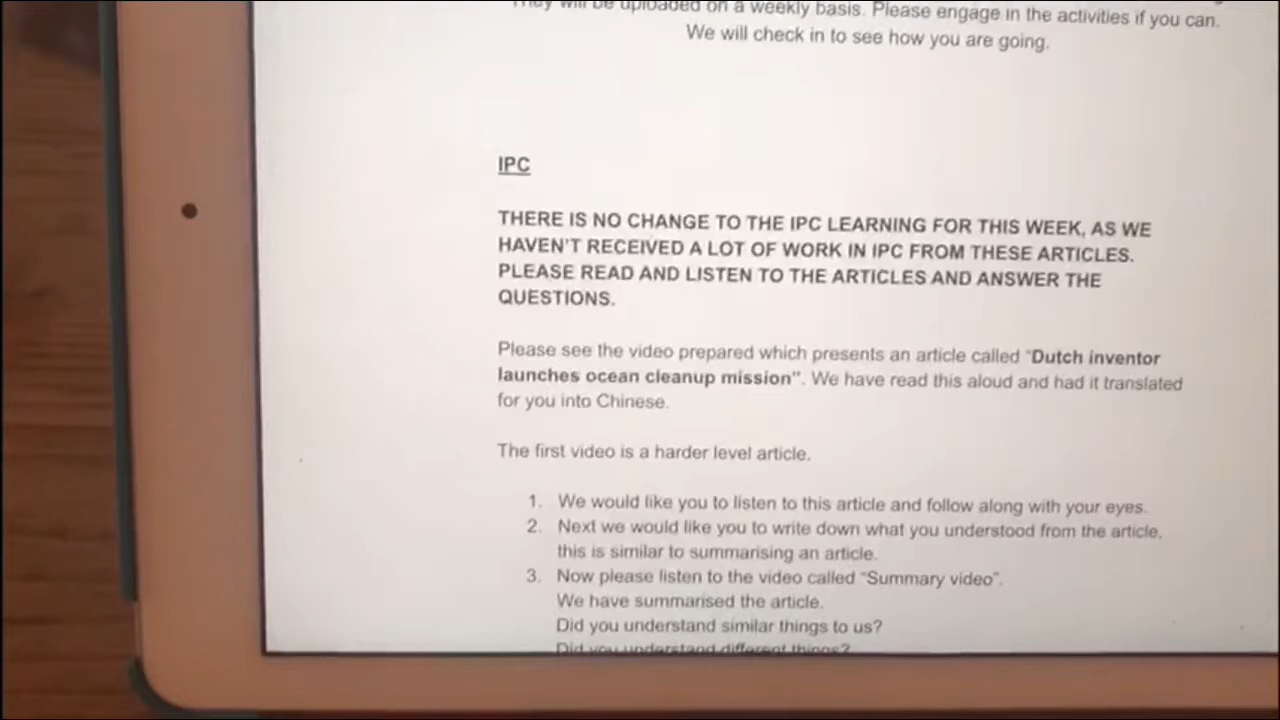 They will be uploaded on a weekly basis. Please engage in the activities if you can.
We will check in to see how you are going.
IPC
THERE IS NO CHANGE TO THE IPC LEARNING FOR THIS WEEK, AS WE
HAVEN'T RECEIVED A LOT OF WORK IN IPC FROM THESE ARTICLES.
PLEASE READ AND LISTEN TO THE ARTICLES AND ANSWER THE
QUESTIONS.
Please see the video prepared which presents an article called "Dutch inventor
launches ocean cleanup mission". We have read this aloud and had it translated
for you into Chinese.
The first video is a harder level article.
1. We would like you to listen to this article and follow along with your eyes.
2. Next we would like you to write down what you understood from the article,
this is similar to summarising an article.
3. Now please listen to the video called "Summary video".
We have summarised the article.
Did you understand similar things to us?
Did you understand different things?